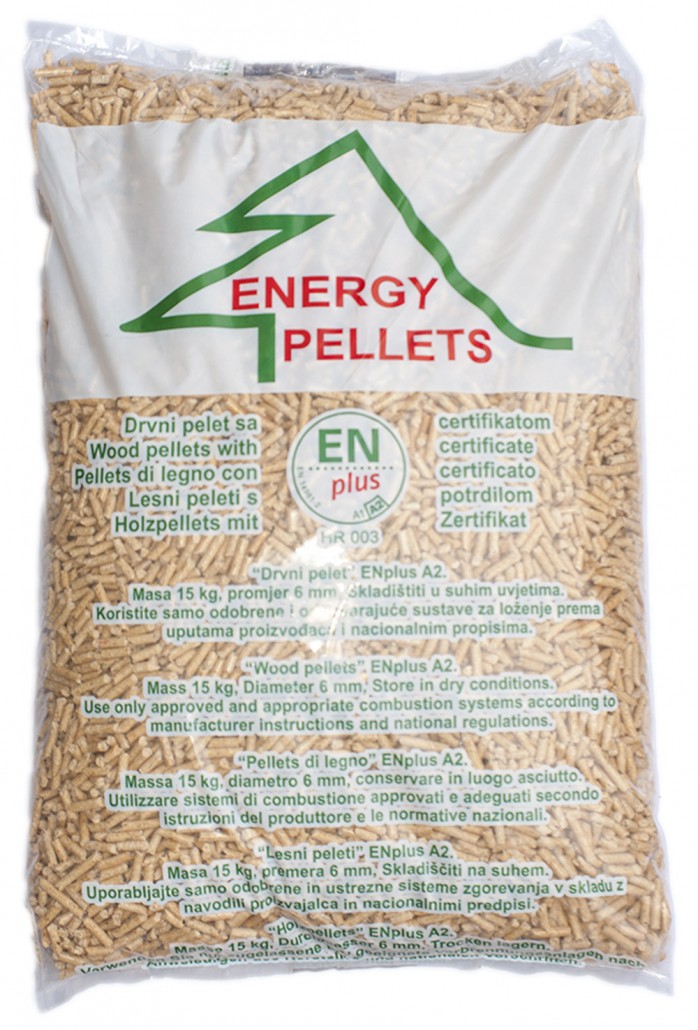 ENERGY
PELLETS
Drvni pelet sa certifikatom
Wood pellets with certificate
Pellets di legno con certificato
Lesni peleti s potrdilom
Holzpellets mit Zertifikat
EN
plus
A1 A2
HR 003
“Drvni pelet” ENplus A2.
Masa 15 kg, promjer 6 mm, Skladištiti u suhim uvjetima.
Koristite samo odobrene i sustave za loženje prema
uputama proizvođača i nacionalnim propisima.
“Wood pellets” ENplus A2.
Mass 15 kg, Diameter 6 mm, Store in dry conditions.
Use only approved and appropriate combustion systems according to
manufacturer instructions and national regulations.
“Pellets di legno” ENplus A2.
Massa 15 kg, diametro 6 mm, conservare in luogo asciutto.
Utilizzare sistemi di combustione approvati e adeguati secondo
istruzioni del produttore e le normative nazionali.
“Lesni peleti” ENplus A2.
Masa 15 kg, premera 6 mm, Skladiščiti na suhem.
Uporabljajte samo odobrene in ustrezne sisteme zgorevanja v skladu z
navodili proizvajalca in nacionalnimi predpisi.
ENplus A2.
Massa 15 kg, 6 mm, Trocken lagern.